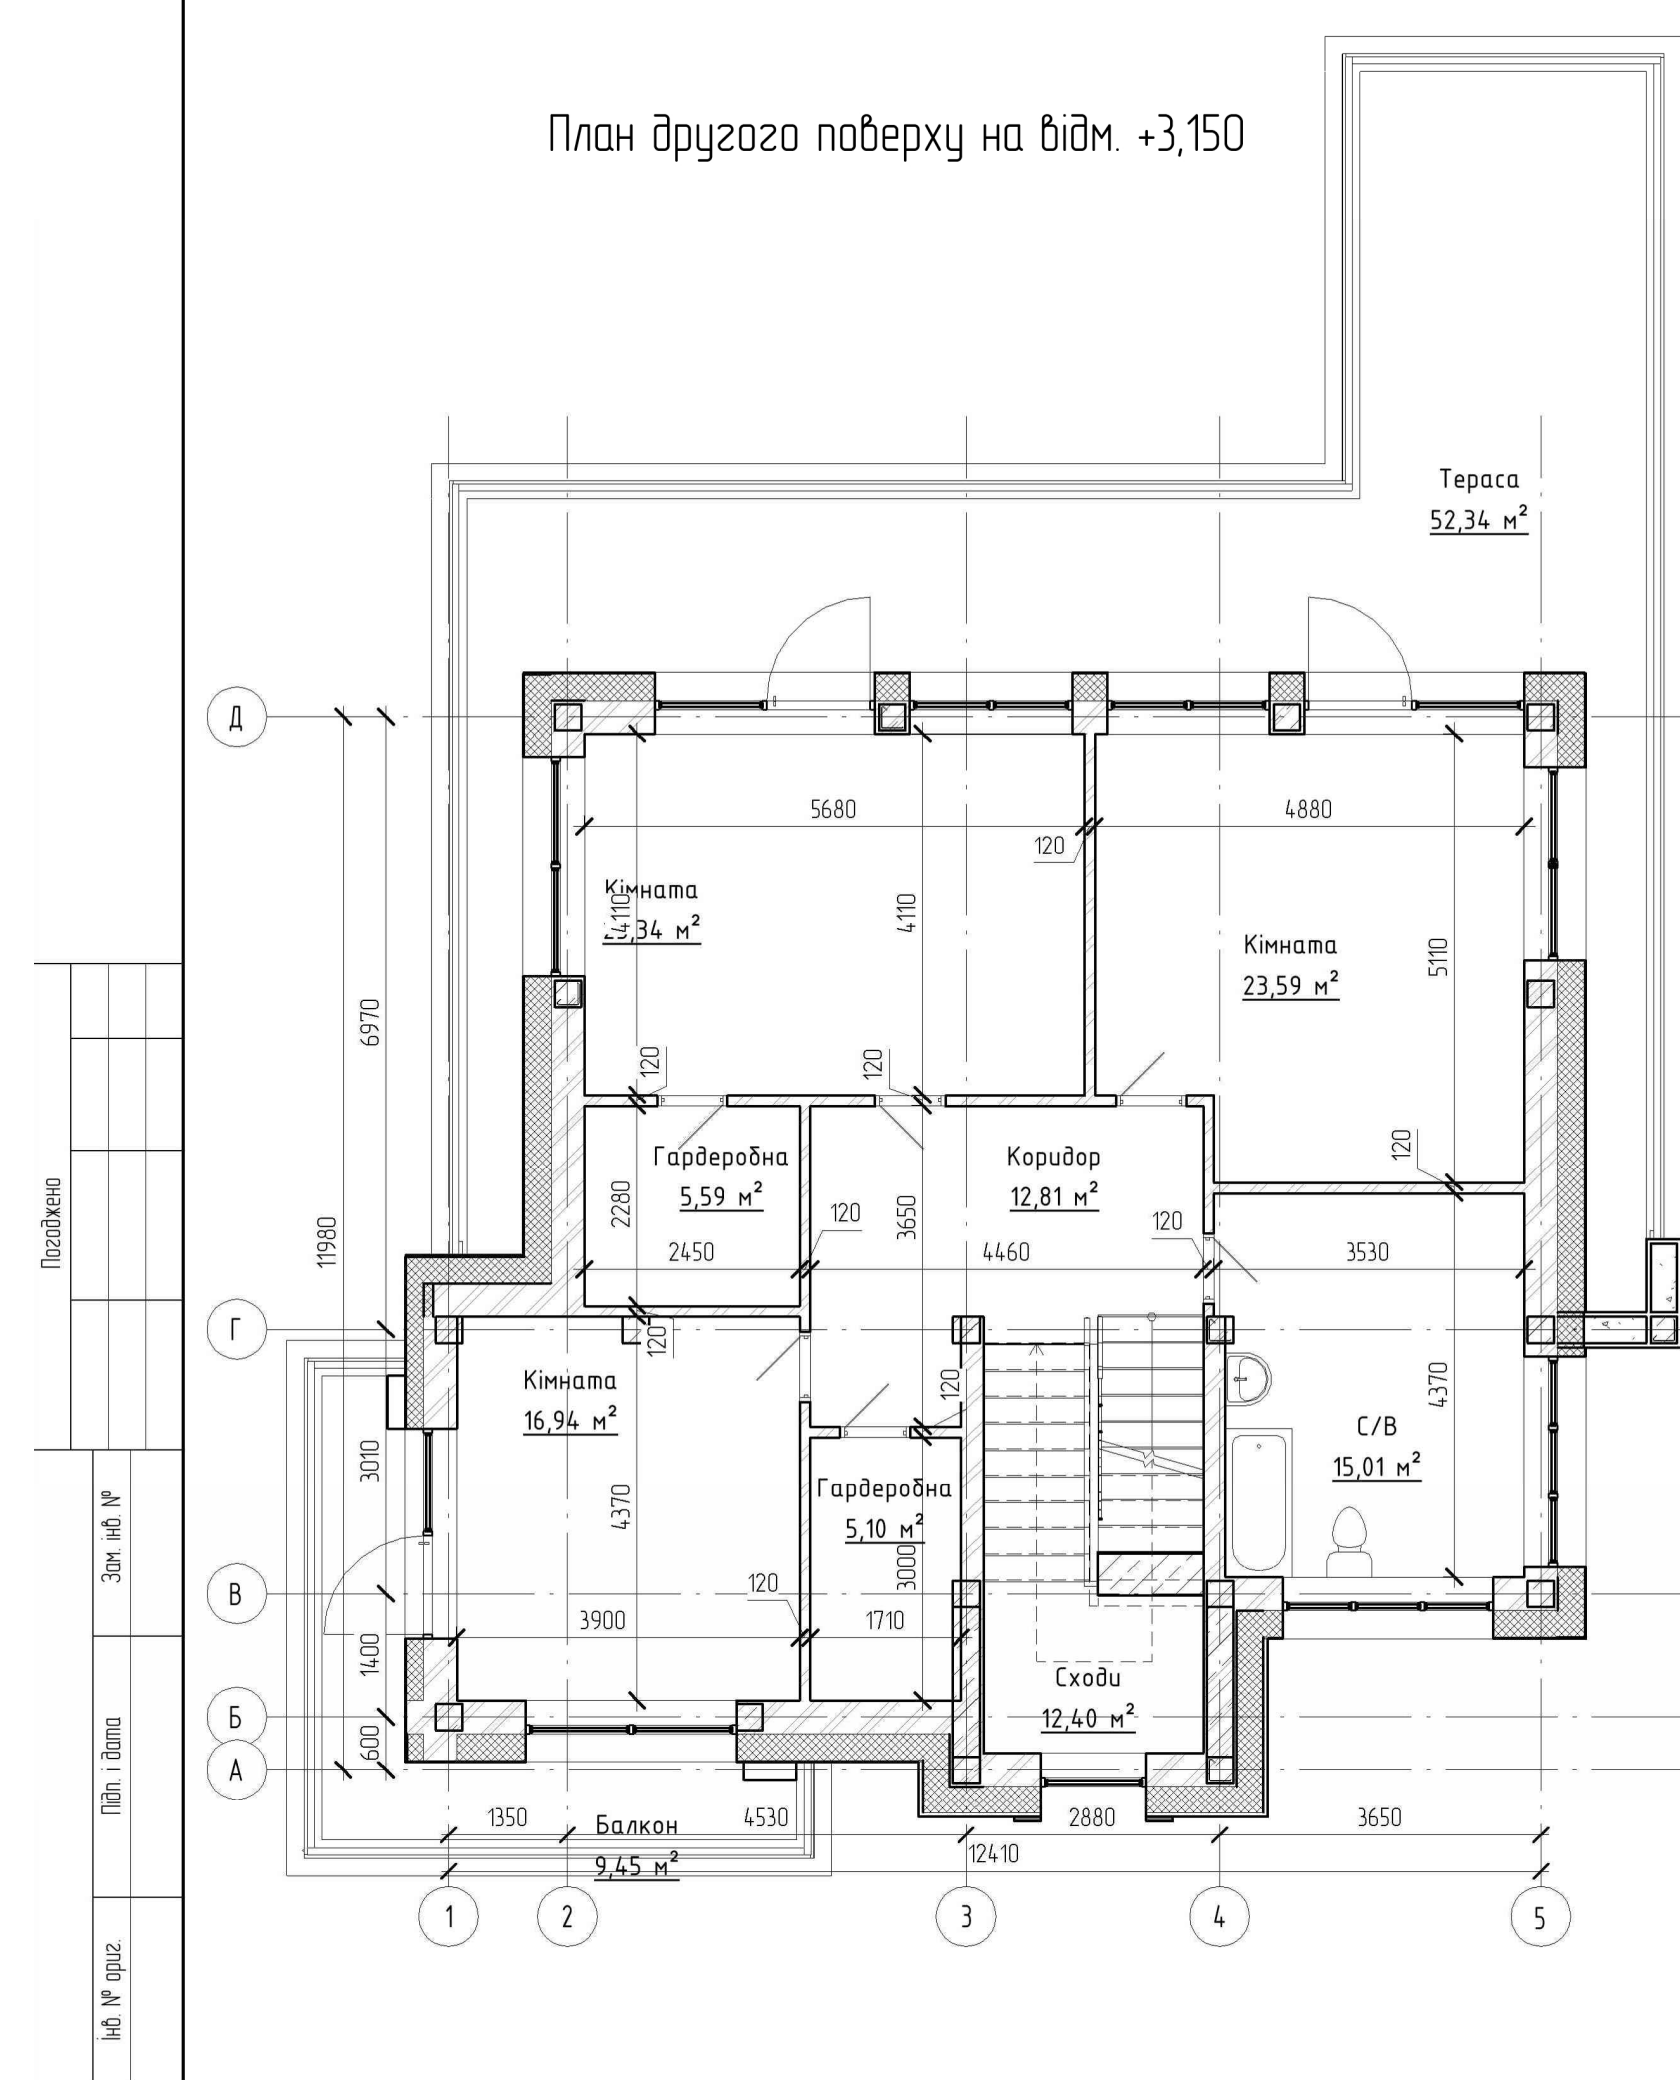 План другого поверху на відм. +3,150
Тераса
52,34 м²
Д
5680
4880
120
Кімната
4110
4110
Кімната
23,59 м²
5110
6970
120
120
120
Гардеробна
5,59 м²
2280
2450
120
Коридор
12,81 м²
3650
4460
120
3530
11980
Погоджено
Г
120
Кімната
16,94 м²
120
4370
С/В
15,01 м²
3010
4370
Гардеробна
5,10 м²
3000
Зам. інв. №
В
120
3900
1710
1400
Сходи
12,40 м²
Б
600
А
Підп. і дата
1350
4530
2880
3650
Балкон
9,45 м²
12410
1
2
3
4
5
Інв. № ориг.